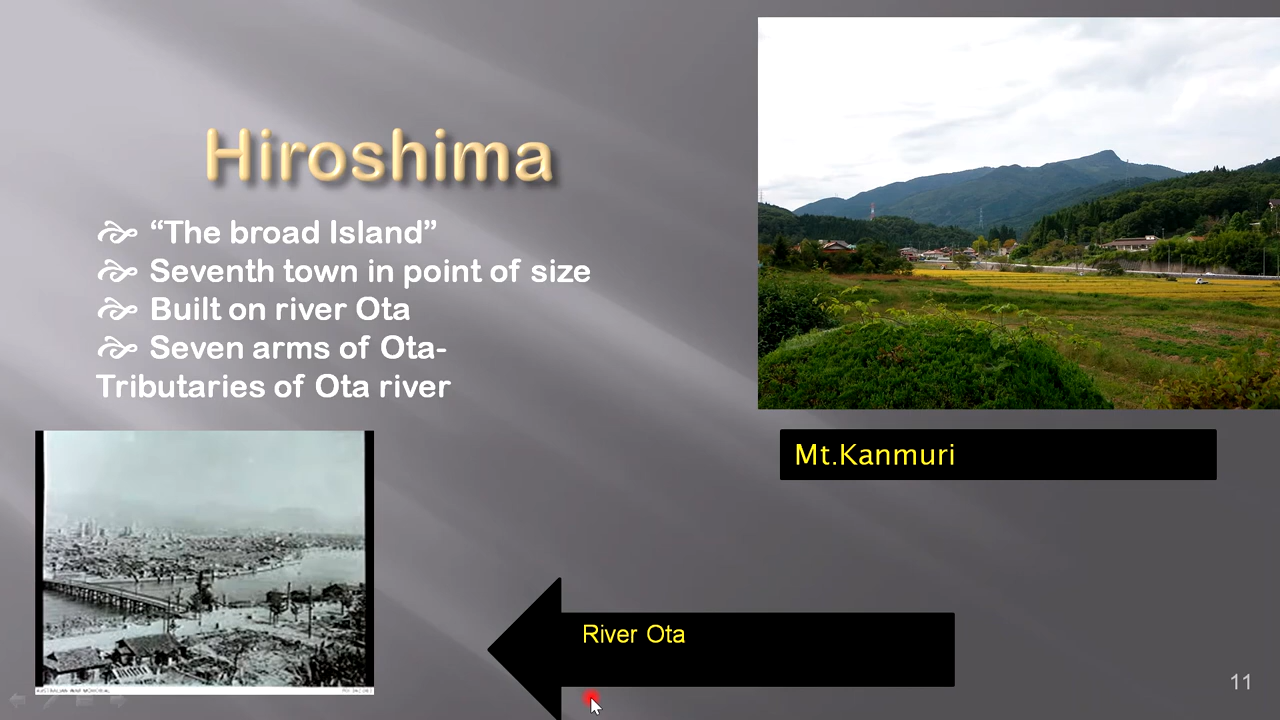 Hiroshima
“The broad Island”
Seventh town in point of size
Built on river Ota
Seven arms of Ota-
Tributaries of Ota river
Mt.Kanmuri
River Ota
11